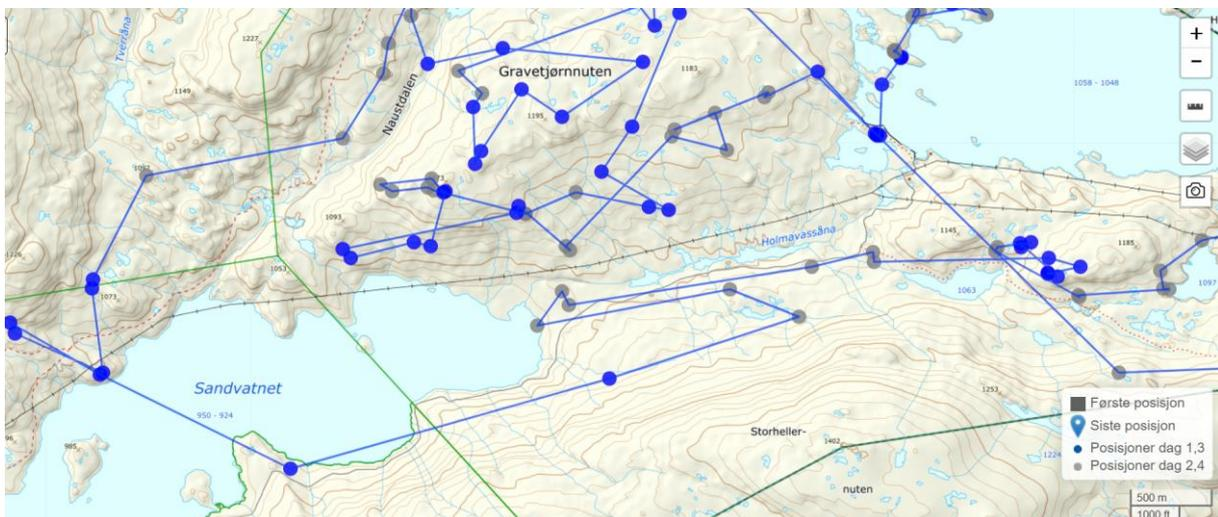 1227
Tverråna
1149
Naustdalen
Gravetjørnnuten
1183
1195
1058 - 1048
+
−
1093
1145
1185
Holmavassåna
1053
1073
1063
1097
Sandvatnet
950 - 924
985
1253
Storheller-
1402
nuten
1224
Første posisjon
Siste posisjon
Posisjoner dag 1,3
Posisjoner dag 2,4
500 m
1000 ft